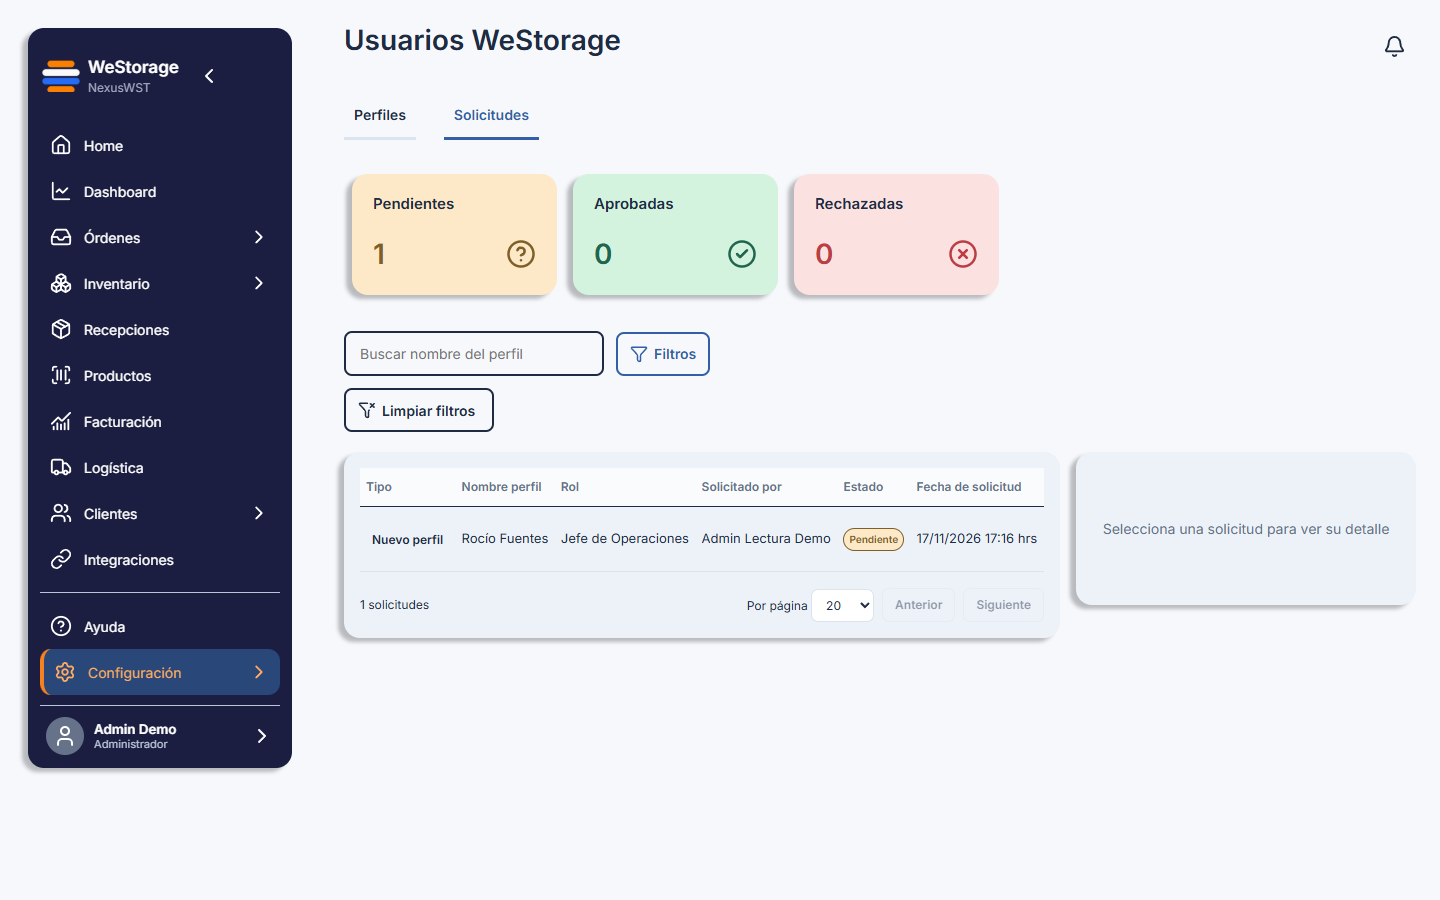 WeStorage
NexusWST
Home
Dashboard
Órdenes
Inventario
Recepciones
Productos
Facturación
Logística
Clientes
Integraciones
Ayuda
Configuración
Admin Demo
Administrador
Usuarios WeStorage
Perfiles Solicitudes
Pendientes Aprobadas Rechazadas
1 0 0
Buscar nombre del perfil Filtros
Limpiar filtros
Tipo Nombre perfil Rol Solicitado por Estado Fecha de solicitud
Nuevo perfil Rocío Fuentes Jefe de Operaciones Admin Lectura Demo Pendiente 17/11/2026 17:16 hrs
1 solicitudes Por página 20 Anterior Siguiente
Selecciona una solicitud para ver su detalle